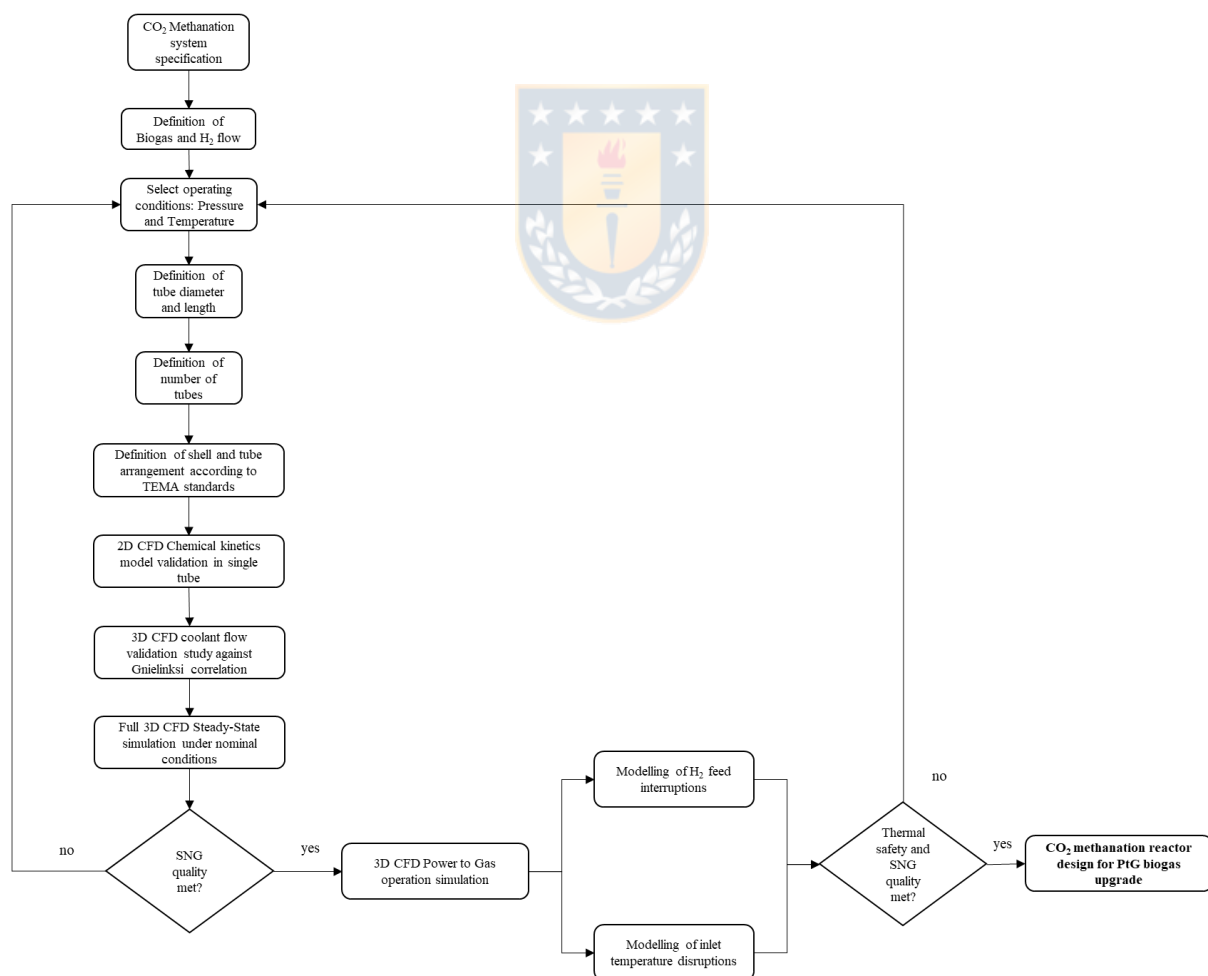 CO₂ Methanation
system
specification
Definition of
Biogas and H₂ flow
Select operating
conditions: Pressure
and Temperature
Definition of
tube diameter
and length
Definition of
number of
tubes
Definition of shell and tube
arrangement according to
TEMA standards
2D CFD Chemical kinetics
model validation in single
tube
3D CFD coolant flow
validation study against
Gnielinksi correlation
Full 3D CFD Steady-State
simulation under nominal
conditions
no
SNG
quality
met?
yes
3D CFD Power to Gas
operation simulation
Modelling of H₂ feed
interruptions
Modelling of inlet
temperature disruptions
no
Thermal
safety and
SNG
quality
met?
yes
CO₂ methanation reactor
design for PtG biogas
upgrade